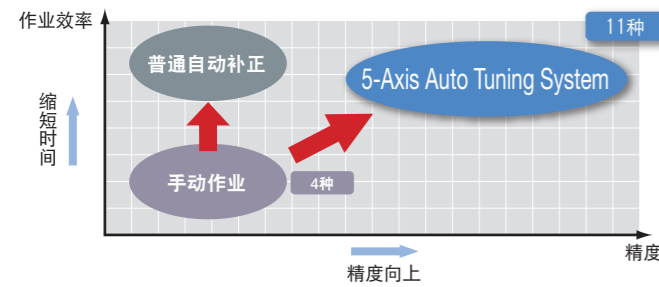 作业效率
11种
普通自动补正
5-Axis Auto Tuning System
缩短时间
手动作业
4种
精度
精度向上